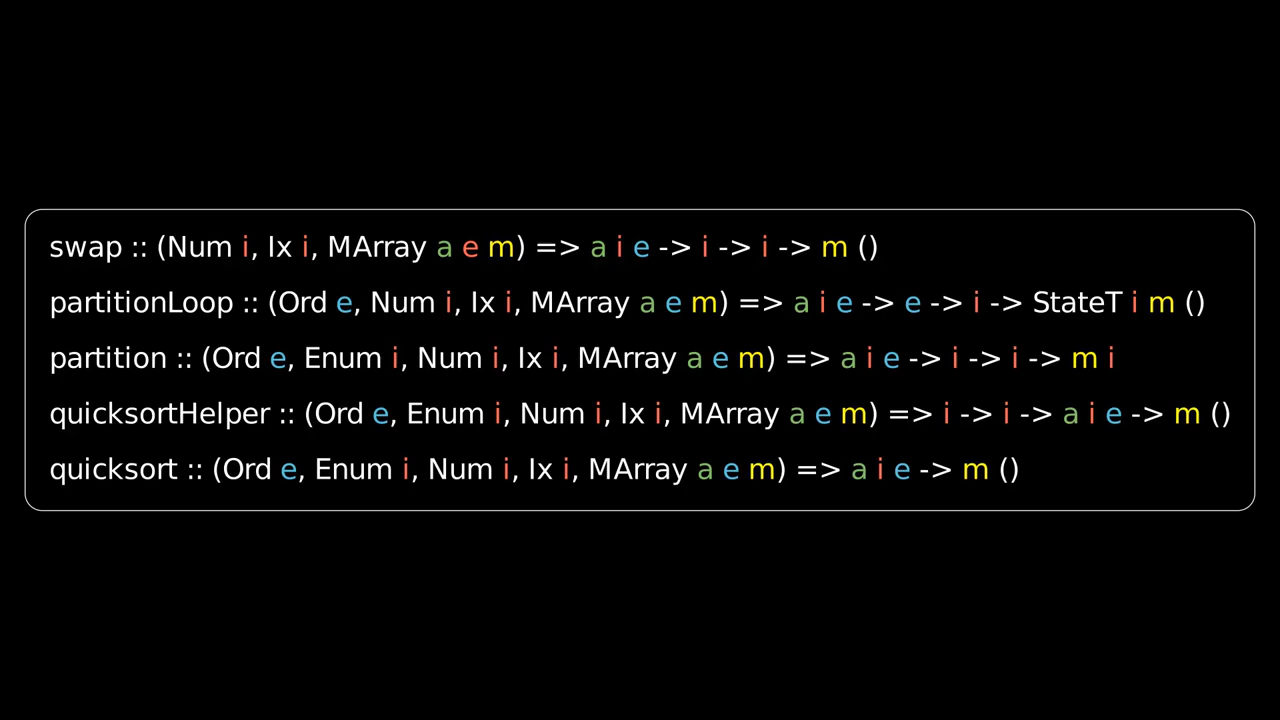 swap :: (Num i, Ix i, MArray a e m) => a i e -> i -> i -> m ()
partitionLoop :: (Ord e, Num i, Ix i, MArray a e m) => a i e -> e -> i -> StateT i m ()
partition :: (Ord e, Enum i, Num i, Ix i, MArray a e m) => a i e -> i -> i -> m i
quicksortHelper :: (Ord e, Enum i, Num i, Ix i, MArray a e m) => i -> i -> a i e -> m ()
quicksort :: (Ord e, Enum i, Num i, Ix i, MArray a e m) => a i e -> m ()